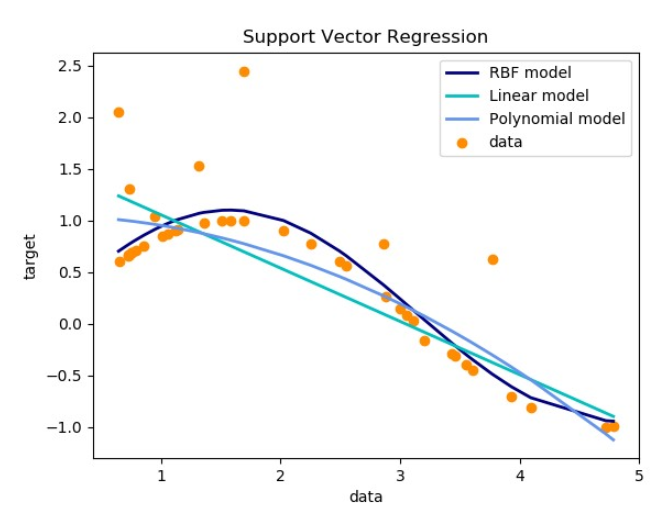 Support Vector Regression
RBF model
Linear model
Polynomial model
data
2.5
2.0
1.5
1.0
0.5
0.0
−0.5
−1.0
target
1 2 3 4 5
data